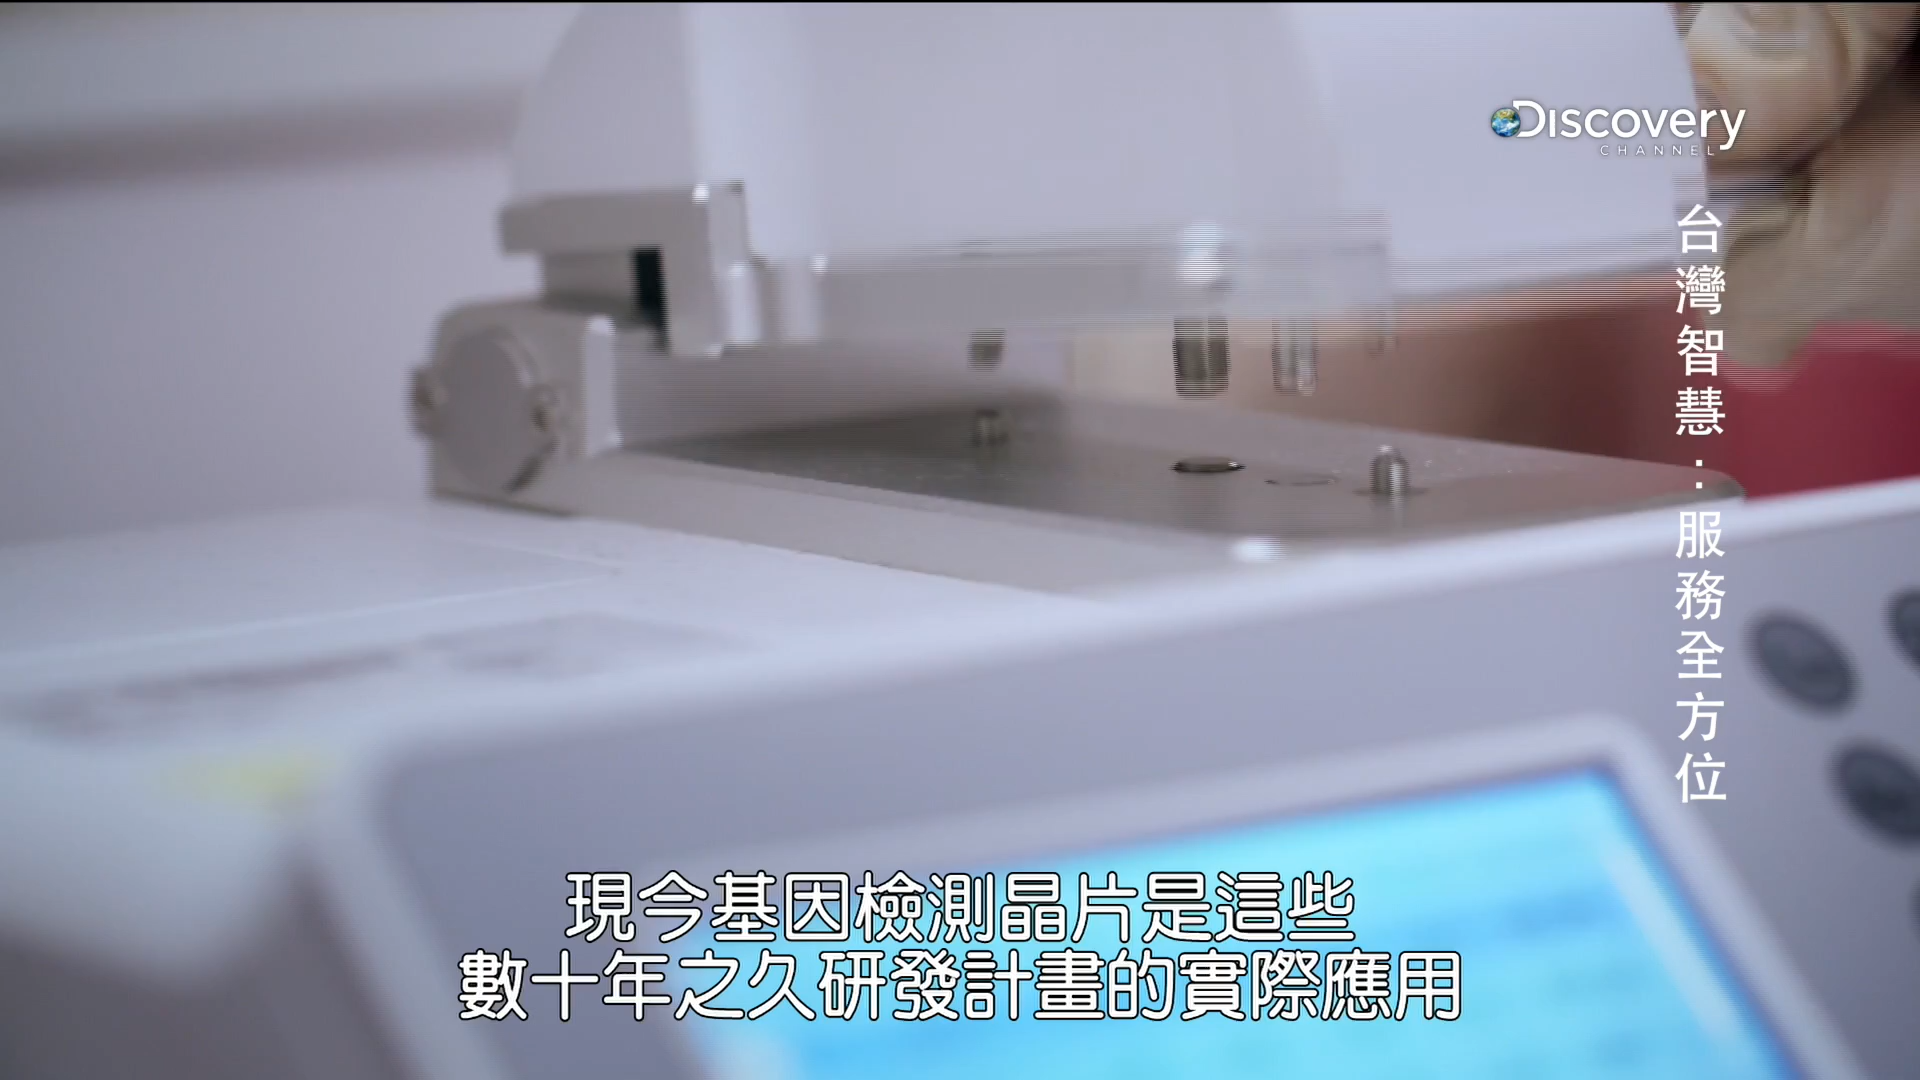 Discovery
CHANNEL
台灣智慧：服務全方位
現今基因檢測晶片是這些
數十年之久研發計畫的實際應用